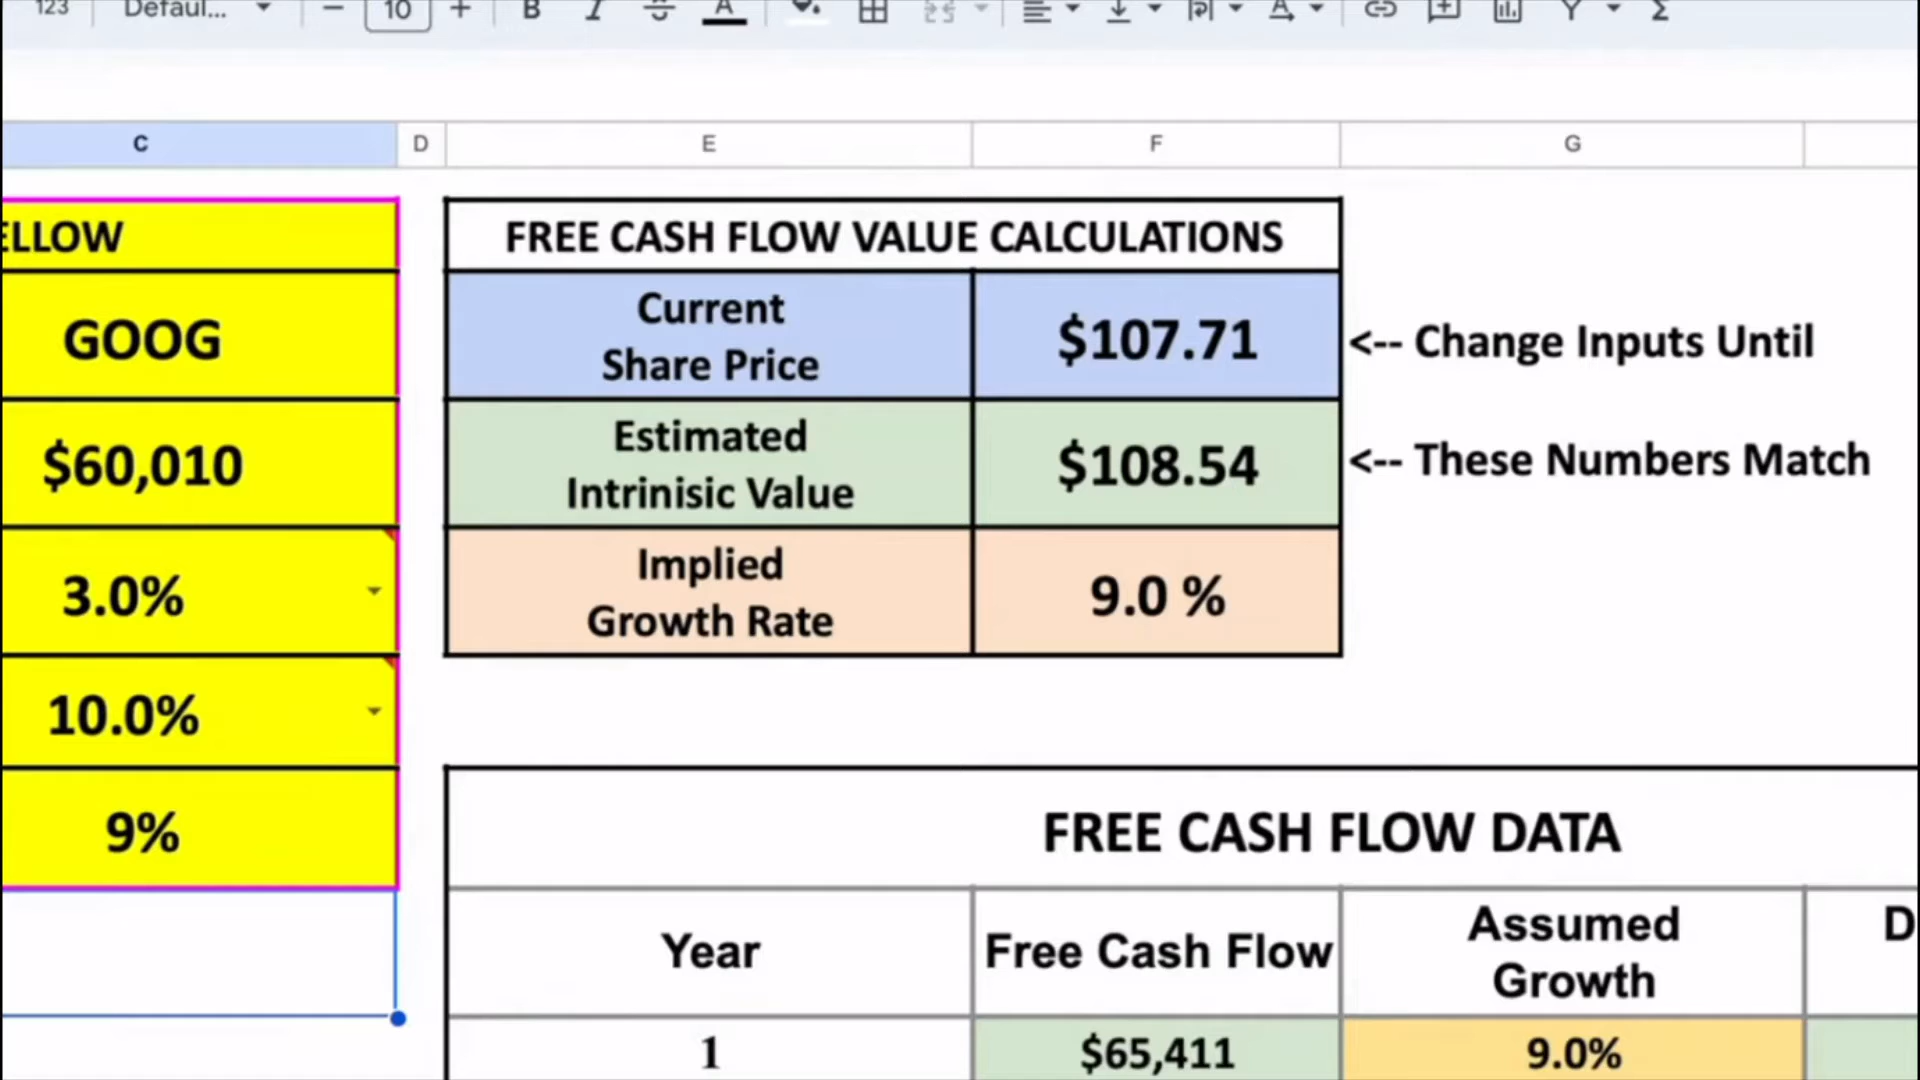 123 Defaul... 10 B I A
C D E F G
ELLOW
GOOG
$60,010
3.0%
10.0%
9%
FREE CASH FLOW VALUE CALCULATIONS
Current
Share Price
$107.71
<-- Change Inputs Until
Estimated
Intrinisic Value
$108.54
<-- These Numbers Match
Implied
Growth Rate
9.0 %
FREE CASH FLOW DATA
Year
Free Cash Flow
Assumed
Growth
D
1
$65,411
9.0%